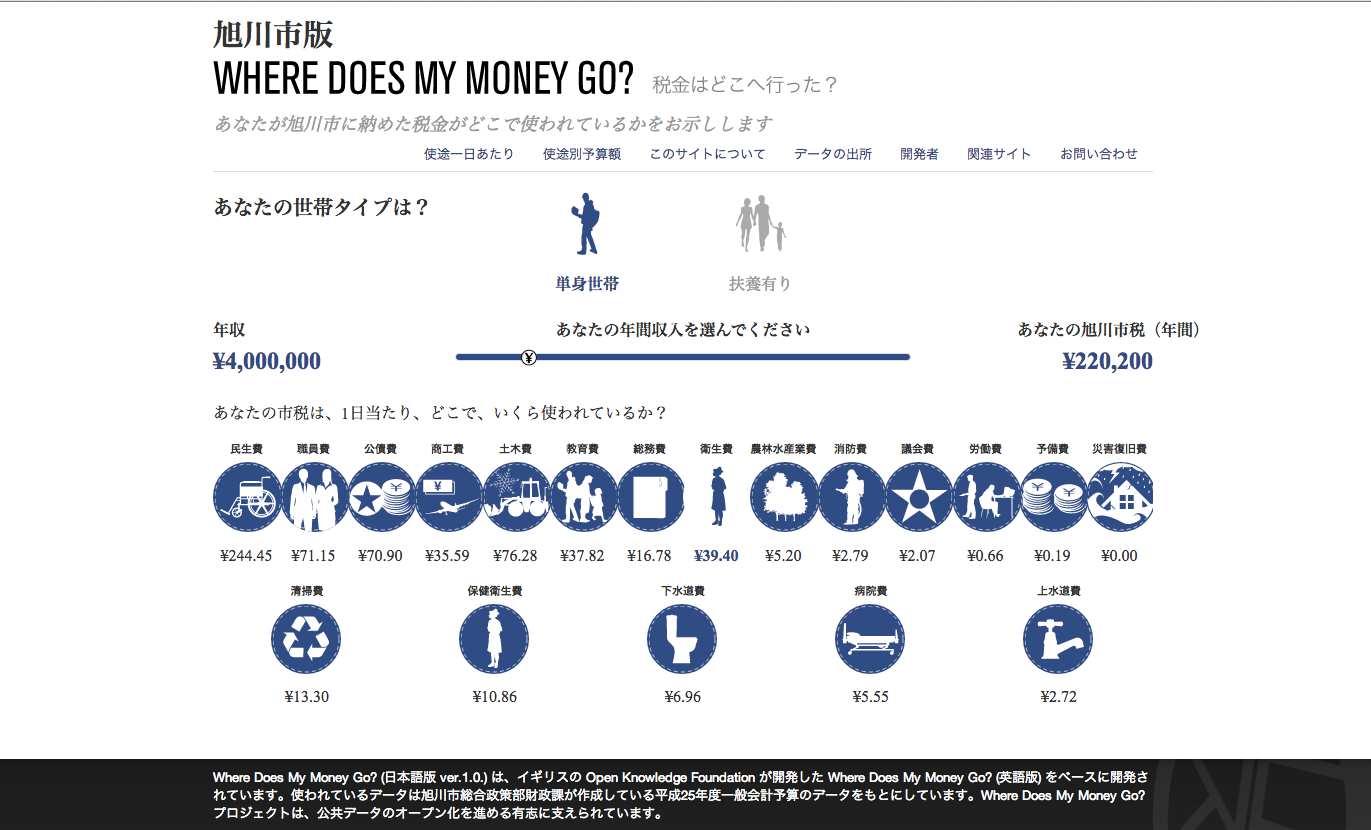 旭川市版
WHERE DOES MY MONEY GO? 税金はどこへ行った？
あなたが旭川市に納めた税金がどこで使われているかをお示しします
使途一日あたり 使途別予算額 このサイトについて データの出所 開発者 関連サイト お問い合わせ
あなたの世帯タイプは？
単身世帯 扶養有り
年収 あなたの年間収入を選んでください あなたの旭川市税（年間）
¥4,000,000 ¥ ¥220,200
あなたの市税は、1日当たり、どこで、いくら使われているか？
民生費 職員費 公債費 商工費 土木費 教育費 総務費 衛生費 農林水産業費 消防費 議会費 労働費 予備費 災害復旧費
¥ ¥ ¥ ¥
¥244.45 ¥71.15 ¥70.90 ¥35.59 ¥76.28 ¥37.82 ¥16.78 ¥39.40 ¥5.20 ¥2.79 ¥2.07 ¥0.66 ¥0.19 ¥0.00
清掃費 保健衛生費 下水道費 病院費 上水道費
¥13.30 ¥10.86 ¥6.96 ¥5.55 ¥2.72
Where Does My Money Go? (日本語版 ver.1.0.) は、イギリスの Open Knowledge Foundation が開発した Where Does My Money Go? (英語版) をベースに開発さ
れています。使われているデータは旭川市総合政策部財政課が作成している平成25年度一般会計予算のデータをもとにしています。Where Does My Money Go?
プロジェクトは、公共データのオープン化を進める有志に支えられています。